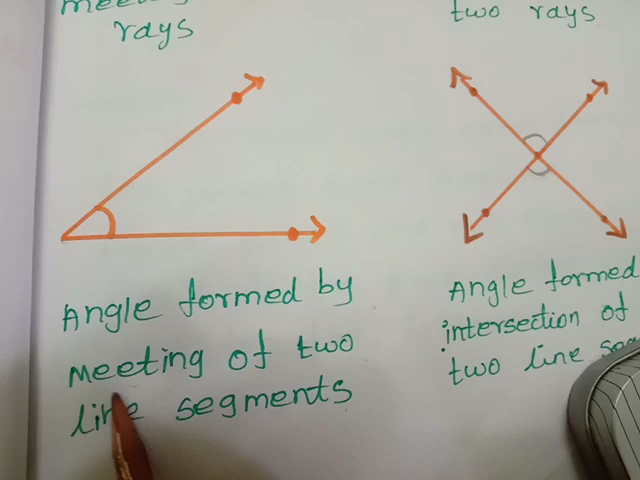 rays
two rays
Angle formed by
meeting of two
line segments
Angle formed
intersection of
two line